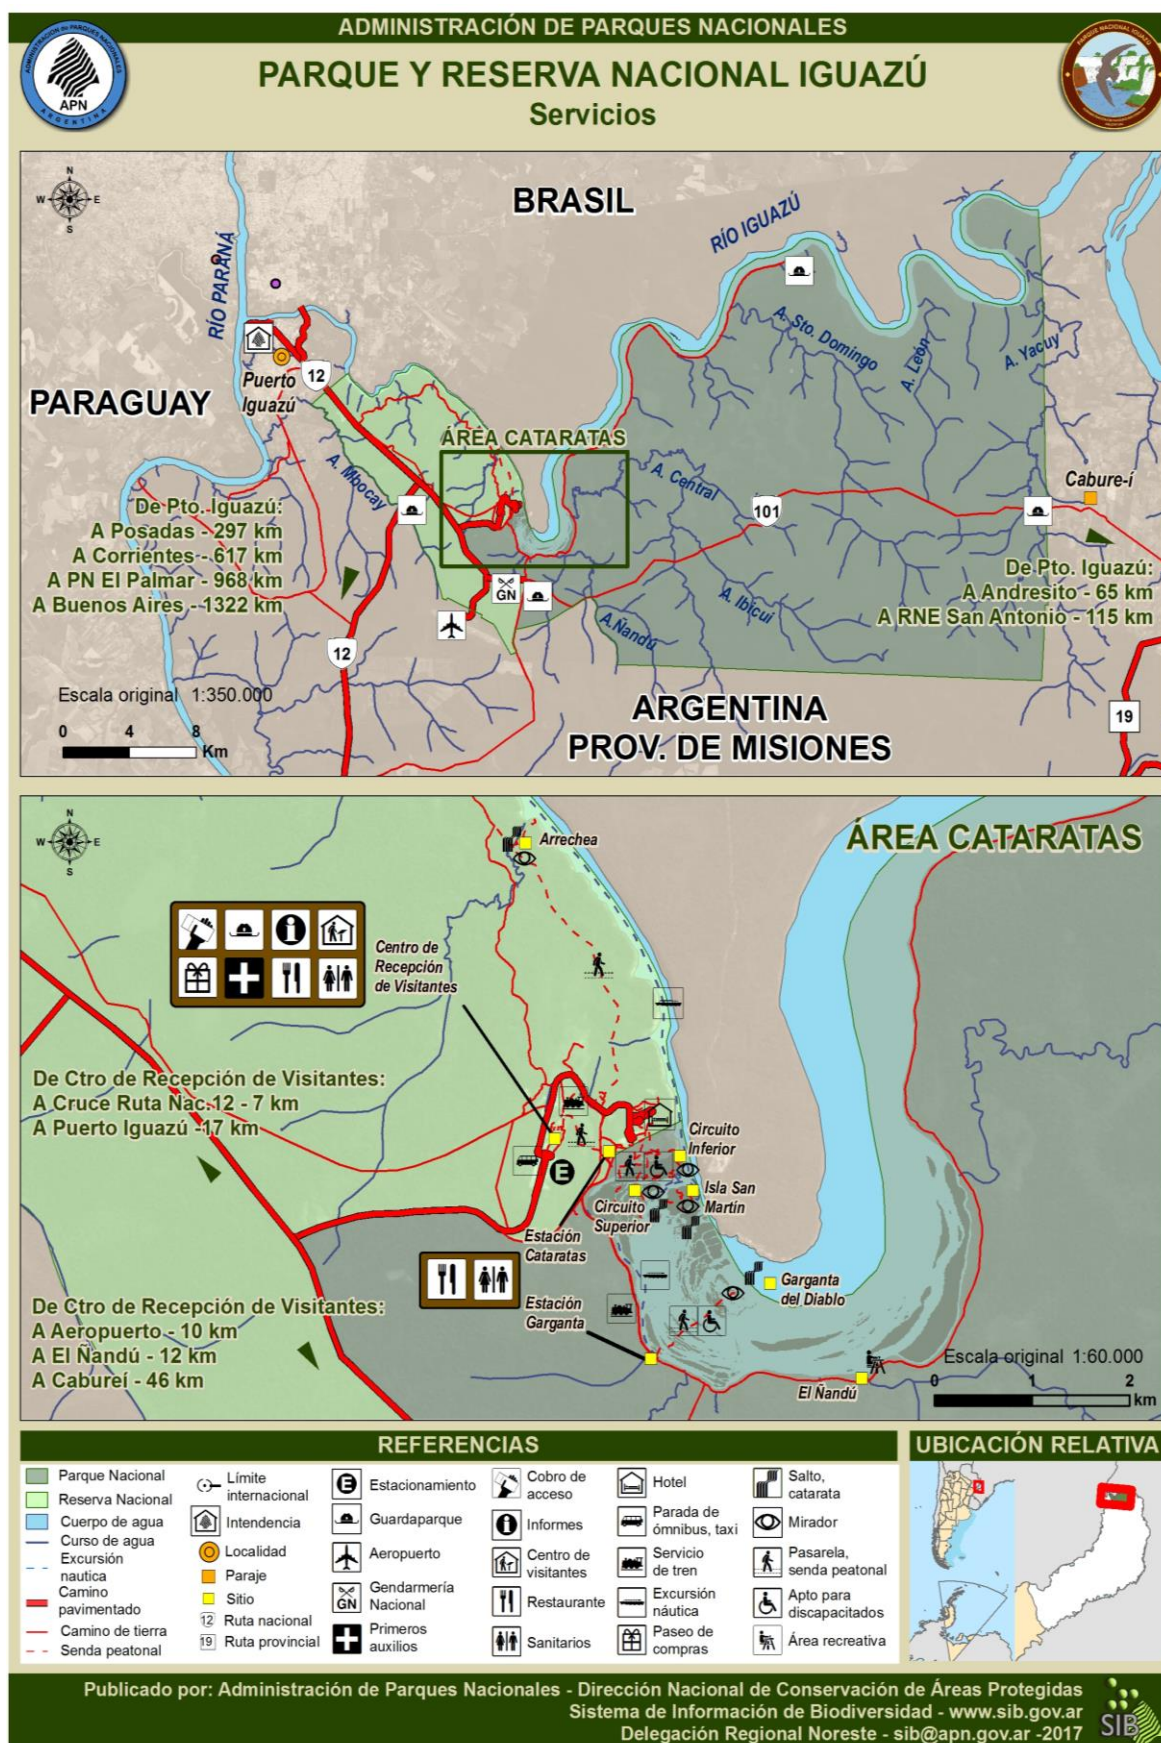 ADMINISTRACIÓN DE PARQUES NACIONALES
PARQUE Y RESERVA NACIONAL IGUAZÚ
Servicios
ADMINISTRACIÓN de PARQUES NACIONALES
APN
ARGENTINA
PARQUE NACIONAL IGUAZÚ
N
W
E
S
BRASIL
RÍO PARANÁ
RÍO IGUAZÚ
PARAGUAY
Puerto
Iguazú
12
A. Sto. Domingo
A. León
A. Yacuy
ÁREA CATARATAS
A. Mbocay
A. Central
101
Cabure-í
De Pto. Iguazú:
A Posadas - 297 km
A Corrientes - 617 km
A PN El Palmar - 968 km
A Buenos Aires - 1322 km
GN
A. Ibicuí
A.Ñandú
De Pto. Iguazú:
A Andresito - 65 km
A RNE San Antonio - 115 km
12
19
Escala original 1:350.000
0 4 8
Km
ARGENTINA
PROV. DE MISIONES
N
W
E
S
ÁREA CATARATAS
Arrechea
Centro de
Recepción
de Visitantes
De Ctro de Recepción de Visitantes:
A Cruce Ruta Nac.12 - 7 km
A Puerto Iguazú -17 km
E
Circuito
Inferior
Isla San
Martín
Circuito
Superior
Estación
Cataratas
Garganta
del Diablo
Estación
Garganta
De Ctro de Recepción de Visitantes:
A Aeropuerto - 10 km
A El Ñandú - 12 km
A Cabureí - 46 km
El Ñandú
Escala original 1:60.000
0 1 2
km
REFERENCIAS
Parque Nacional
Reserva Nacional
Cuerpo de agua
Curso de agua
Excursión
nautica
Camino
pavimentado
Camino de tierra
Senda peatonal
Límite
internacional
Intendencia
Localidad
Paraje
Sitio
12 Ruta nacional
19 Ruta provincial
E Estacionamiento
Guardaparque
Aeropuerto
GN Gendarmería
Nacional
Primeros
auxilios
Cobro de
acceso
Informes
Centro de
visitantes
Restaurante
Sanitarios
Hotel
Parada de
ómnibus, taxi
Servicio
de tren
Excursión
náutica
Paseo de
compras
Salto,
catarata
Mirador
Pasarela,
senda peatonal
Apto para
discapacitados
Área recreativa
UBICACIÓN RELATIVA
Publicado por: Administración de Parques Nacionales - Dirección Nacional de Conservación de Áreas Protegidas
Sistema de Información de Biodiversidad - www.sib.gov.ar
Delegación Regional Noreste - sib@apn.gov.ar -2017
SIB